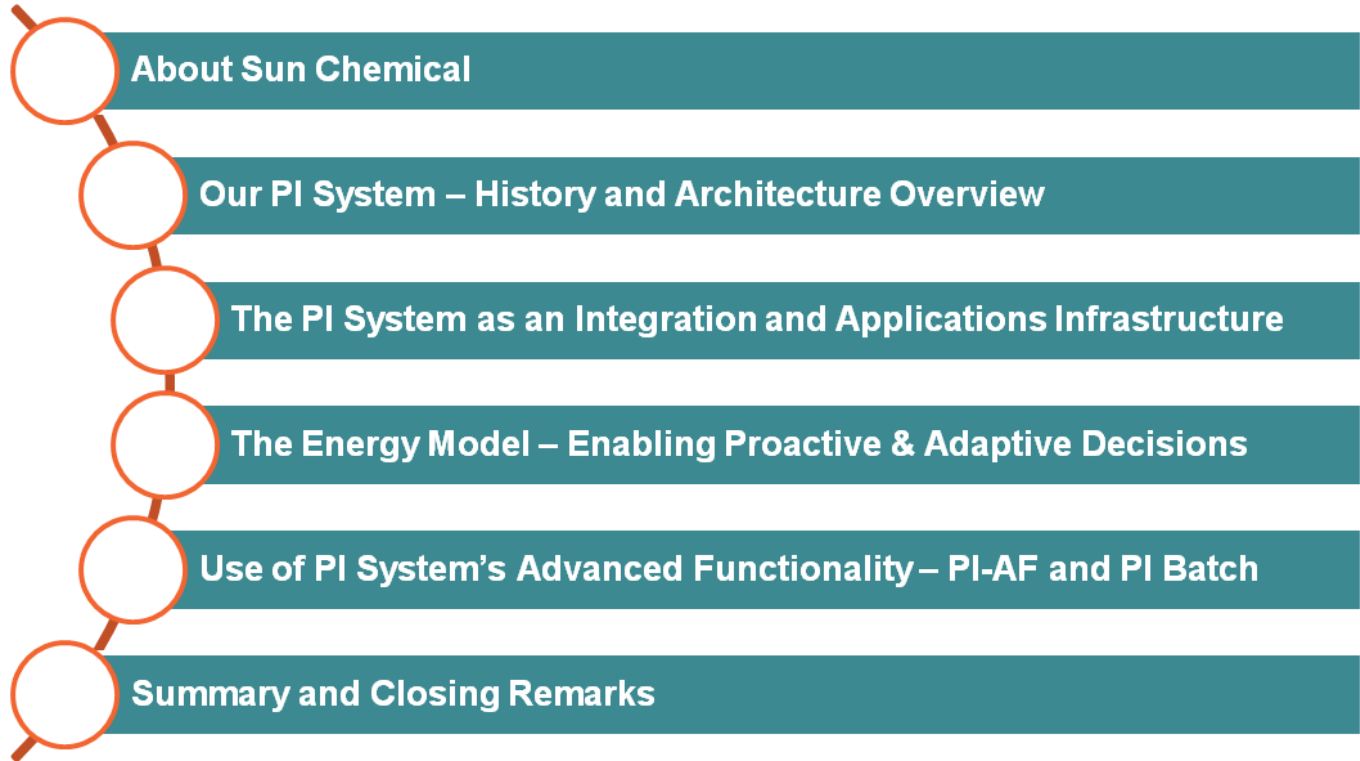 About Sun Chemical
Our PI System – History and Architecture Overview
The PI System as an Integration and Applications Infrastructure
The Energy Model – Enabling Proactive & Adaptive Decisions
Use of PI System’s Advanced Functionality – PI-AF and PI Batch
Summary and Closing Remarks